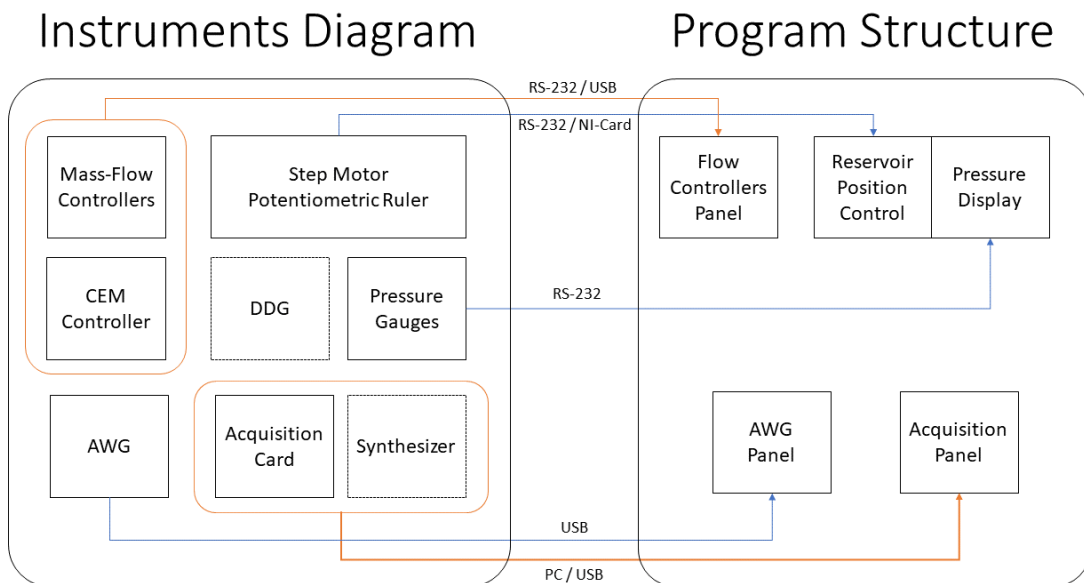 Instruments Diagram
Program Structure
RS-232 / USB
RS-232 / NI-Card
Mass-Flow
Controllers
Step Motor
Potentiometric Ruler
Flow
Controllers
Panel
Reservoir
Position
Control
Pressure
Display
CEM
Controller
DDG
Pressure
Gauges
RS-232
AWG
Acquisition
Card
Synthesizer
AWG
Panel
Acquisition
Panel
USB
PC / USB